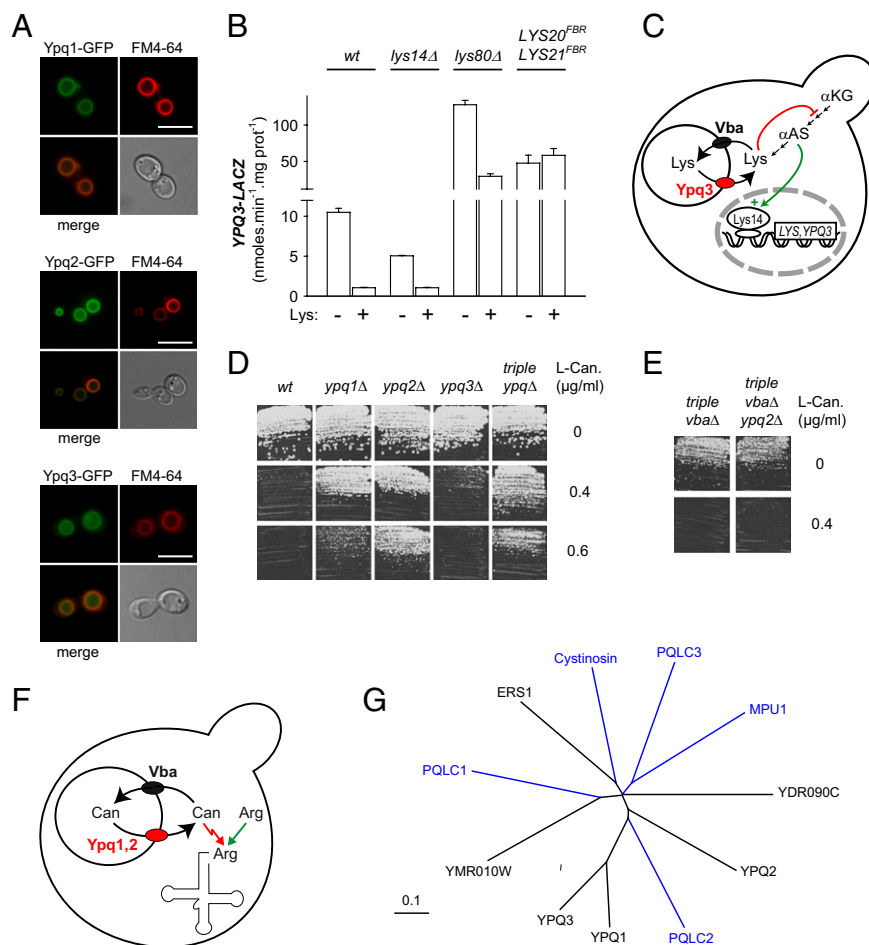 A
Ypq1-GFP FM4-64
merge
Ypq2-GFP FM4-64
merge
Ypq3-GFP FM4-64
merge
B
wt lys14Δ lys80Δ LYS20FBR
LYS21FBR
YPQ3-LACZ
(nmoles.min-1.mg prot-1)
100
50
10
5
0
Lys: - + - + - + - +
C
αKG
Vba
αAS
Lys Lys
Ypq3
+
Lys14
LYS,YPQ3
D
wt ypq1Δ ypq2Δ ypq3Δ triple
ypqΔ
L-Can.
(µg/ml)
0
0.4
0.6
E
triple
vbaΔ
triple
vbaΔ
ypq2Δ
L-Can.
(µg/ml)
0
0.4
F
Vba
Can Can Arg
Ypq1,2
Arg
G
Cystinosin PQLC3
ERS1
MPU1
PQLC1
YDR090C
YMR010W
YPQ2
YPQ3
YPQ1
PQLC2
0.1